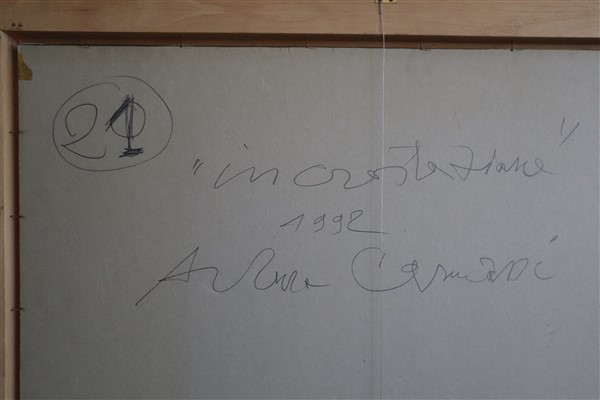 21
"incrostazione"
1992
Arturo Carmassi